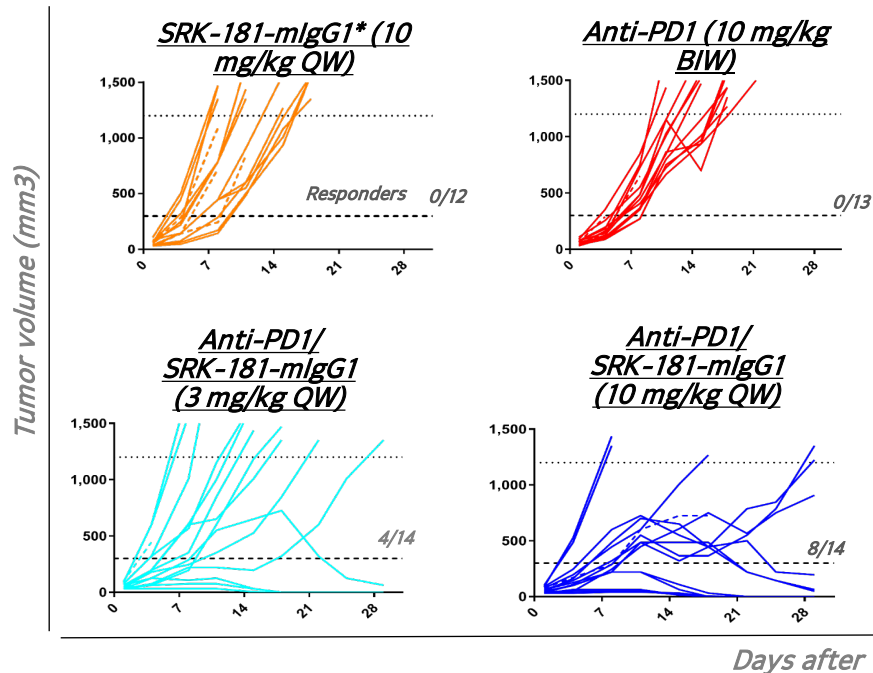 SRK-181-mIgG1* (10
mg/kg QW)
1,500
1,000
500
0
Responders 0/12
0 7 14 21 28
Anti-PD1 (10 mg/kg
BIW)
1,500
1,000
500
0
0/13
0 7 14 21 28
Tumor volume (mm3)
Anti-PD1/
SRK-181-mIgG1
(3 mg/kg QW)
1,500
1,000
500
0
4/14
0 7 14 21 28
Anti-PD1/
SRK-181-mIgG1
(10 mg/kg QW)
1,500
1,000
500
0
8/14
0 7 14 21 28
Days after